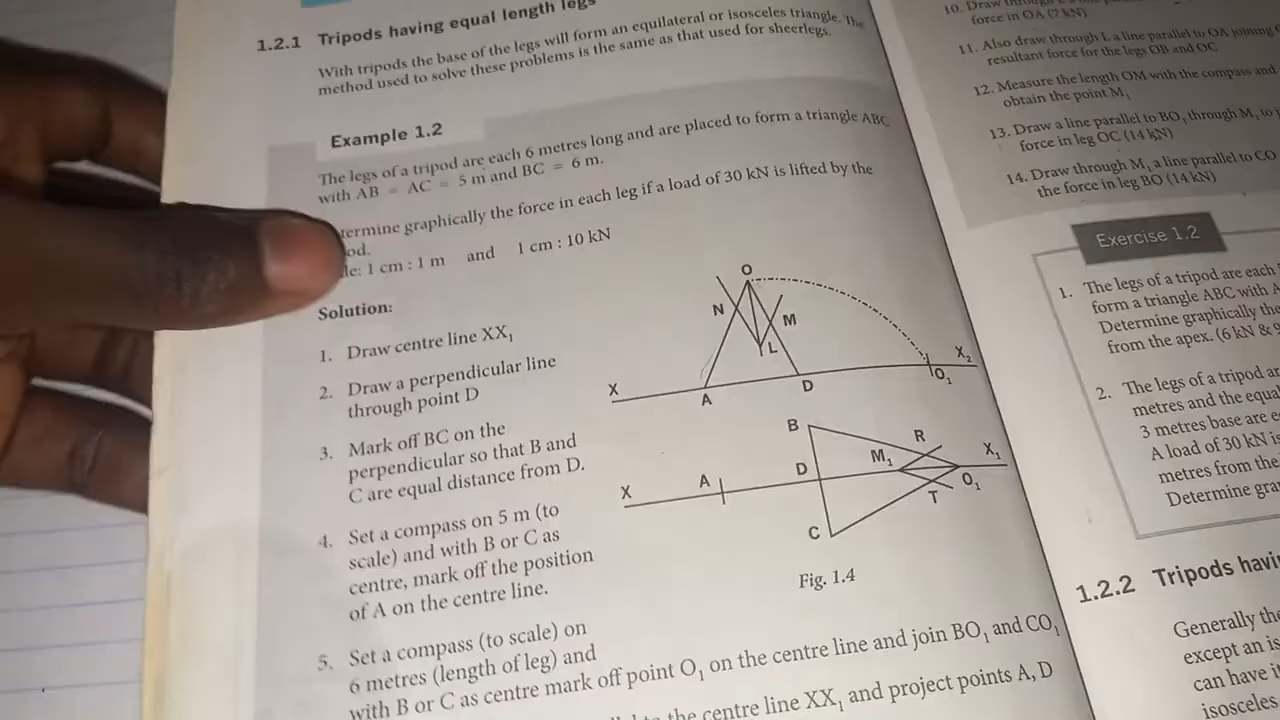 1.2.1 Tripods having equal length legs
With tripods the base of the legs will form an equilateral or isosceles triangle. The
method used to solve these problems is the same as that used for sheerlegs.
Example 1.2
The legs of a tripod are each 6 metres long and are placed to form a triangle ABC
with AB = AC = 5 m and BC = 6 m.
termine graphically the force in each leg if a load of 30 kN is lifted by the
od.
le: 1 cm : 1 m and 1 cm : 10 kN
Solution:
1. Draw centre line XX₁
2. Draw a perpendicular line
through point D
3. Mark off BC on the
perpendicular so that B and
C are equal distance from D.
4. Set a compass on 5 m (to
scale) and with B or C as
centre, mark off the position
of A on the centre line.
5. Set a compass (to scale) on
6 metres (length of leg) and
with B or C as centre mark off point O₁ on the centre line and join BO₁ and CO₁
to the centre line XX₁ and project points A, D
O
N
M
L
X
A
D
O₁
X₂
B
R
M₁
X₁
D
A
X
O₁
T
C
Fig. 1.4
10. Draw through
force in OA (7 kN)
11. Also draw through L a line parallel to OA joining
resultant force for the legs OB and OC
12. Measure the length OM with the compass and
obtain the point M₁
13. Draw a line parallel to BO₁ through M₁ to
force in leg OC (14 kN)
14. Draw through M₁ a line parallel to CO
the force in leg BO (14 kN)
Exercise 1.2
1. The legs of a tripod are each
form a triangle ABC with
Determine graphically the
from the apex. (6 kN &
2. The legs of a tripod ar
metres and the equa
3 metres base are e
A load of 30 kN is
metres from the
Determine gra
1.2.2 Tripods havi
Generally the
except an is
can have i
isosceles